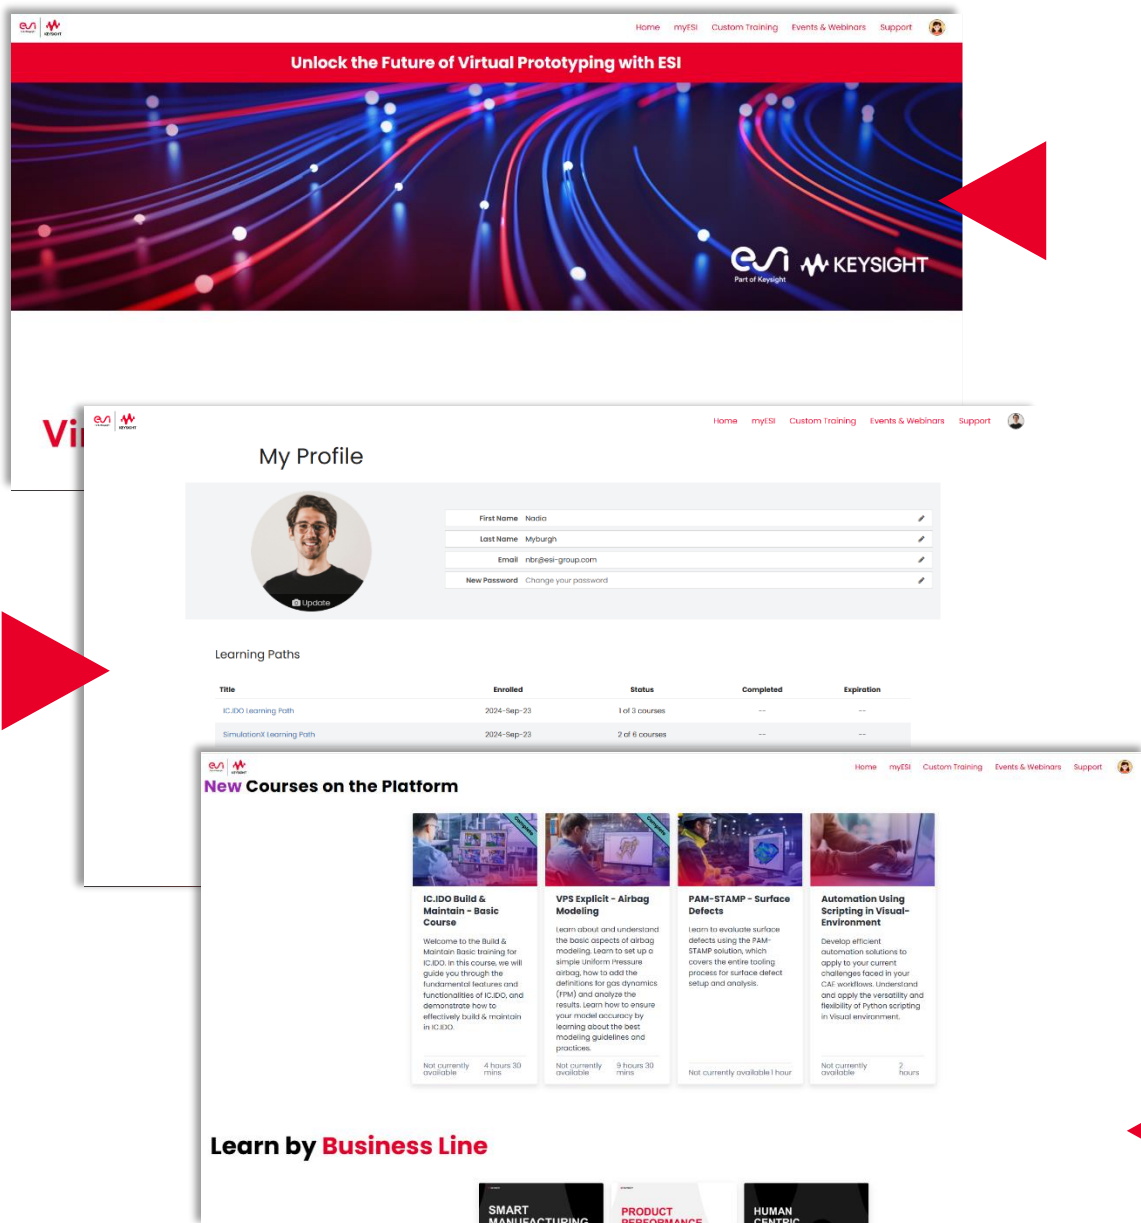 esi
KEYSIGHT
Home myESI Custom Training Events & Webinars Support
Unlock the Future of Virtual Prototyping with ESI
esi KEYSIGHT
Part of Keysight
esi
KEYSIGHT
Home myESI Custom Training Events & Webinars Support
My Profile
First Name Nadia
Last Name Myburgh
Email nbr@esi-group.com
New Password Change your password
Update
Learning Paths
Title Enrolled Status Completed Expiration
IC.IDO Learning Path 2024-Sep-23 1 of 3 courses -- --
SimulationX Learning Path 2024-Sep-23 2 of 6 courses -- --
esi
KEYSIGHT
Home myESI Custom Training Events & Webinars Support
New Courses on the Platform
Complete
IC.IDO Build &
Maintain - Basic
Course
Welcome to the Build &
Maintain Basic training for
IC.IDO. In this course, we will
guide you through the
fundamental features and
functionalities of IC.IDO, and
demonstrate how to
effectively build & maintain
in IC.IDO.
Not currently available 4 hours 30 mins
Complete
VPS Explicit - Airbag
Modeling
Learn about and understand
the basic aspects of airbag
modeling. Learn to set up a
simple Uniform Pressure
airbag, how to add the
definitions for gas dynamics
(FPM) and analyze the
results. Learn how to ensure
your model accuracy by
learning about the best
modeling guidelines and
practices.
Not currently available 9 hours 30 mins
PAM-STAMP - Surface
Defects
Learn to evaluate surface
defects using the PAM-
STAMP solution, which
covers the entire tooling
process for surface defect
setup and analysis.
Not currently available 1 hour
Automation Using
Scripting in Visual-
Environment
Develop efficient
automation solutions to
apply to your current
challenges faced in your
CAE workflows. Understand
and apply the versatility and
flexibility of Python scripting
in Visual environment.
Not currently available 2 hours
Learn by Business Line
SMART
MANUFACTURING
PRODUCT
PERFORMANCE
HUMAN
CENTRIC